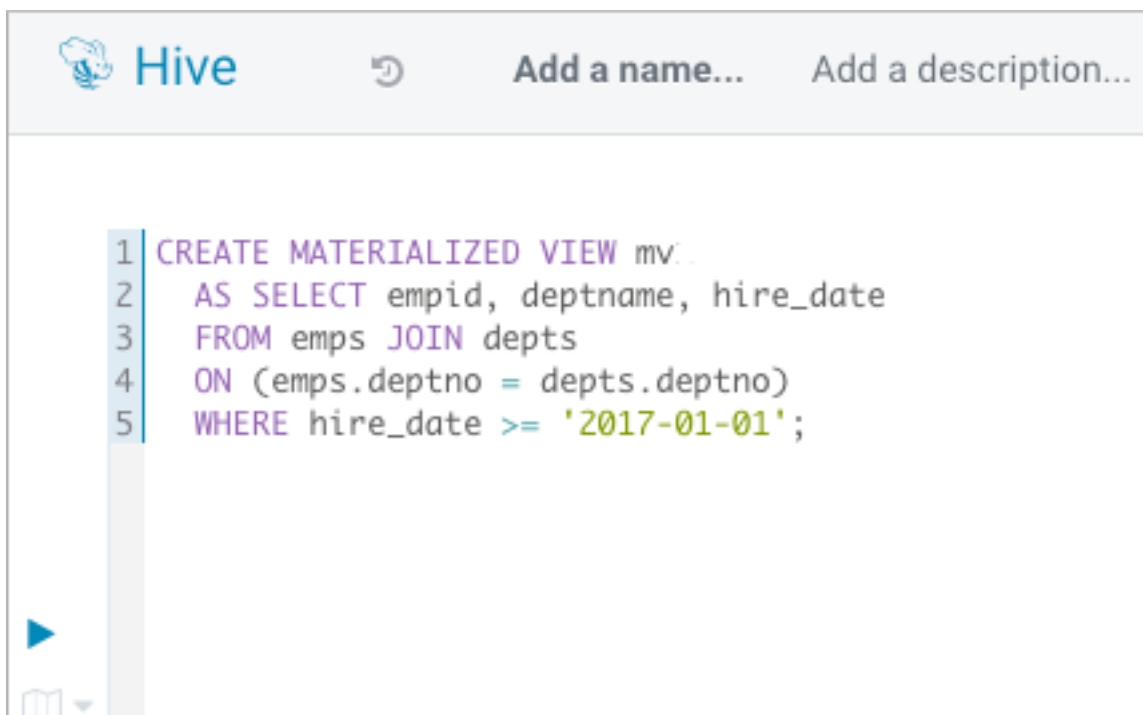 Hive Add a name... Add a description...
1 CREATE MATERIALIZED VIEW mv
2 AS SELECT empid, deptname, hire_date
3 FROM emps JOIN depts
4 ON (emps.deptno = depts.deptno)
5 WHERE hire_date >= '2017-01-01';